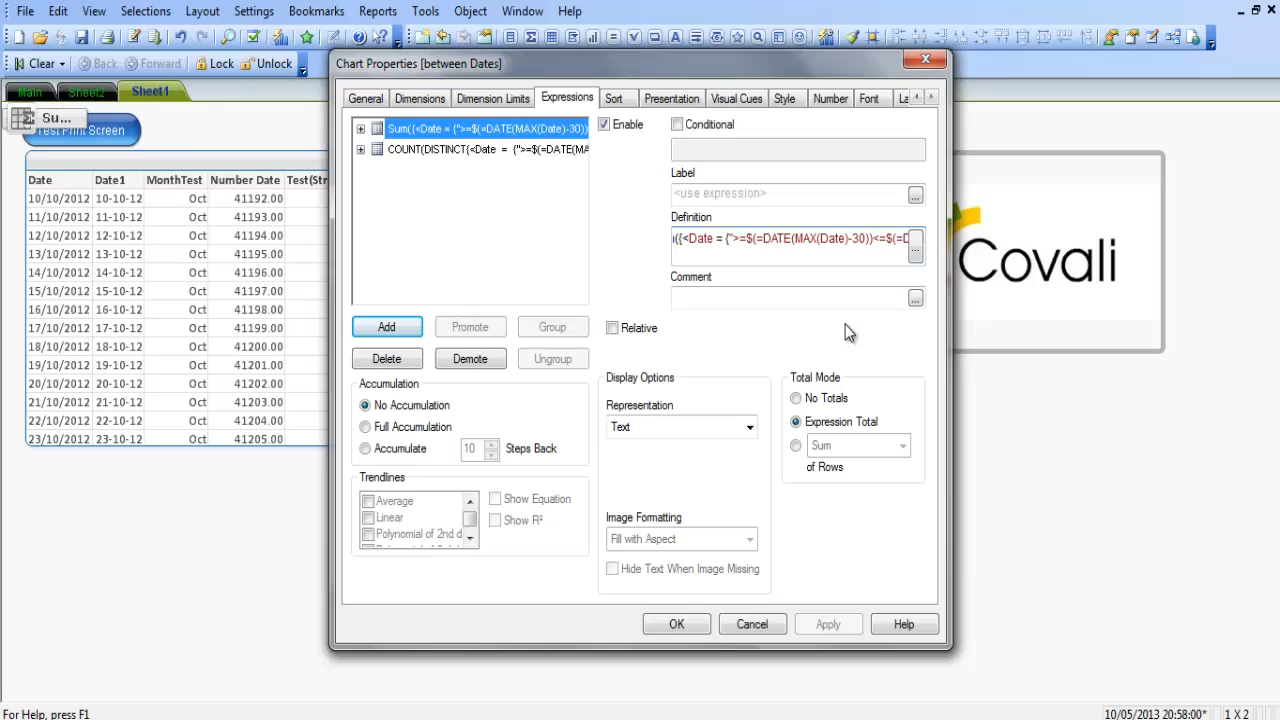 File Edit View Selections Layout Settings Bookmarks Reports Tools Object Window Help
Clear Back Forward Lock Unlock
Main Sheet2 Sheet1
Su...
Test Print Screen
Date Date1 MonthTest Number Date Test(Str
10/10/2012 10-10-12 Oct 41192.00
11/10/2012 11-10-12 Oct 41193.00
12/10/2012 12-10-12 Oct 41194.00
13/10/2012 13-10-12 Oct 41195.00
14/10/2012 14-10-12 Oct 41196.00
15/10/2012 15-10-12 Oct 41197.00
16/10/2012 16-10-12 Oct 41198.00
17/10/2012 17-10-12 Oct 41199.00
18/10/2012 18-10-12 Oct 41200.00
19/10/2012 19-10-12 Oct 41201.00
20/10/2012 20-10-12 Oct 41202.00
21/10/2012 21-10-12 Oct 41203.00
22/10/2012 22-10-12 Oct 41204.00
23/10/2012 23-10-12 Oct 41205.00
Chart Properties [between Dates]
General Dimensions Dimension Limits Expressions Sort Presentation Visual Cues Style Number Font La
Sum({<Date = {">=$(=DATE(MAX(Date)-30))
COUNT(DISTINCT{<Date = {">=$(=DATE(MA
Enable Conditional
Label
<use expression>
...
Definition
({<Date = {">=$(=DATE(MAX(Date)-30))<=$(=D
...
Comment
...
Add Promote Group
Delete Demote Ungroup
Relative
Accumulation
No Accumulation
Full Accumulation
Accumulate 10 Steps Back
Trendlines
Average
Linear
Polynomial of 2nd d
Show Equation
Show R²
Display Options
Representation
Text
Image Formatting
Fill with Aspect
Hide Text When Image Missing
Total Mode
No Totals
Expression Total
Sum
of Rows
OK Cancel Apply Help
Covali
For Help, press F1 10/05/2013 20:58:00* 1 X 2